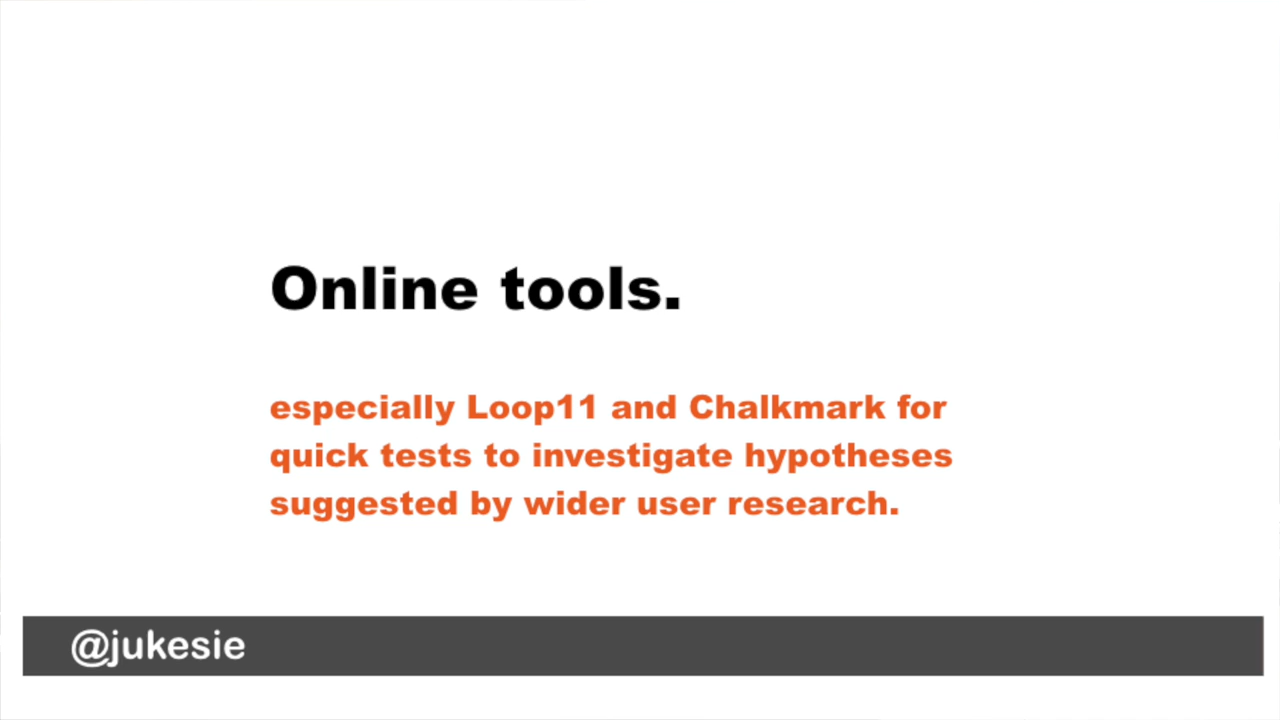 Online tools.
especially Loop11 and Chalkmark for
quick tests to investigate hypotheses
suggested by wider user research.
@jukesie